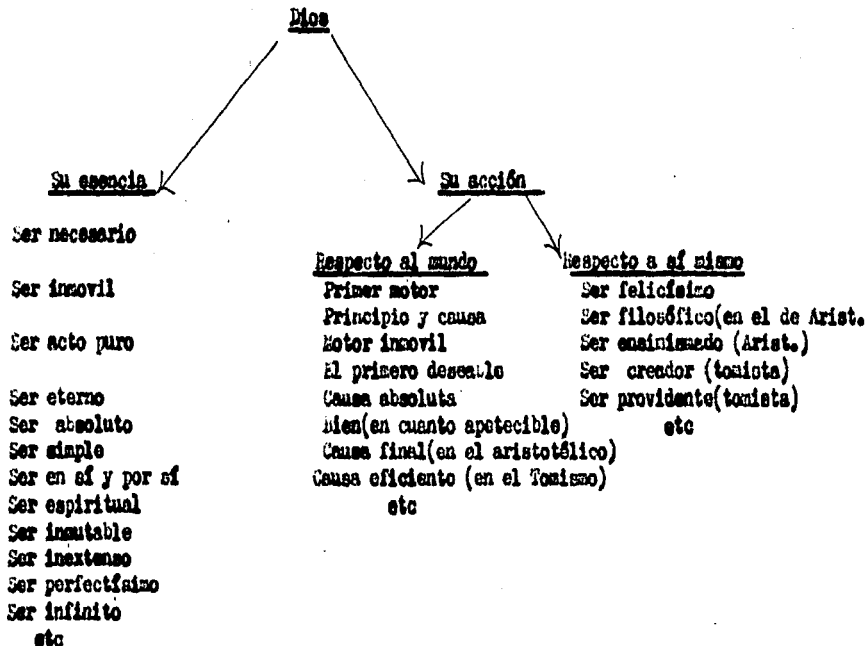 Dios
Su esencia
Su acción
Ser necesario
Ser inmovil
Ser acto puro
Ser eterno
Ser absoluto
Ser simple
Ser en sí y por sí
Ser espiritual
Ser inmutable
Ser inextenso
Ser perfectísimo
Ser infinito
etc
Respecto al mundo
Primer motor
Principio y causa
Motor inmovil
El primero deseable
Causa absoluta
Bien(en cuanto apetecible)
Causa final(en el aristotélico)
Causa eficiente (en el Tomismo)
etc
Respecto a sí mismo
Ser felicísimo
Ser filosófico(en el de Arist.
Ser ensimismado (Arist.)
Ser creador (tomista)
Ser providente(tomista)
etc